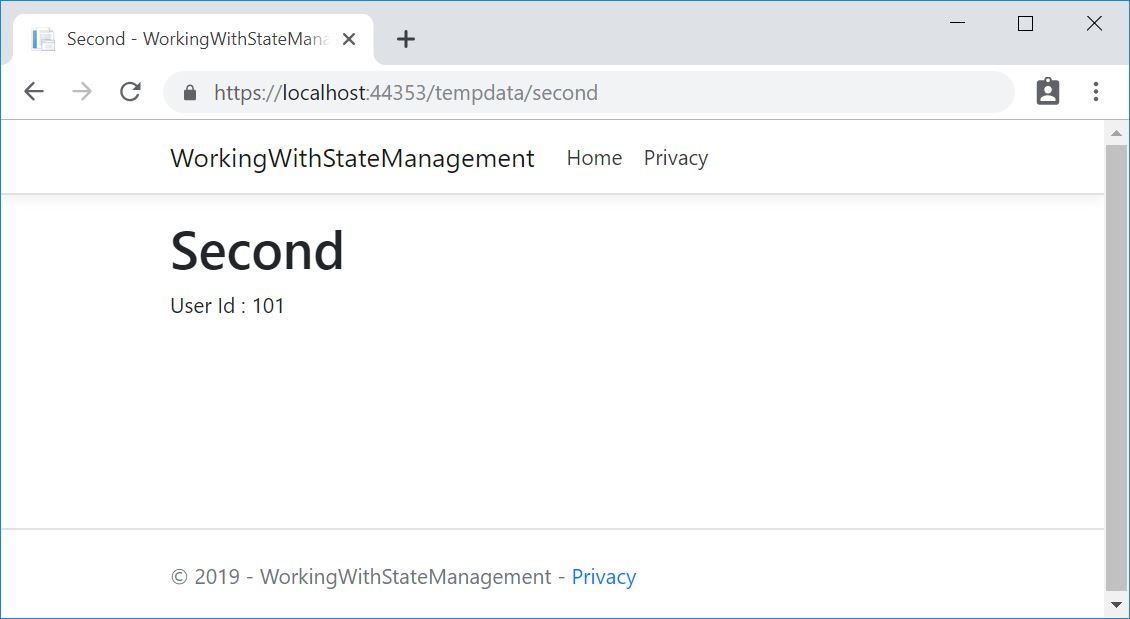 Second - WorkingWithStateMana
https://localhost:44353/tempdata/second
WorkingWithStateManagement Home Privacy
Second
User Id : 101
© 2019 - WorkingWithStateManagement - Privacy